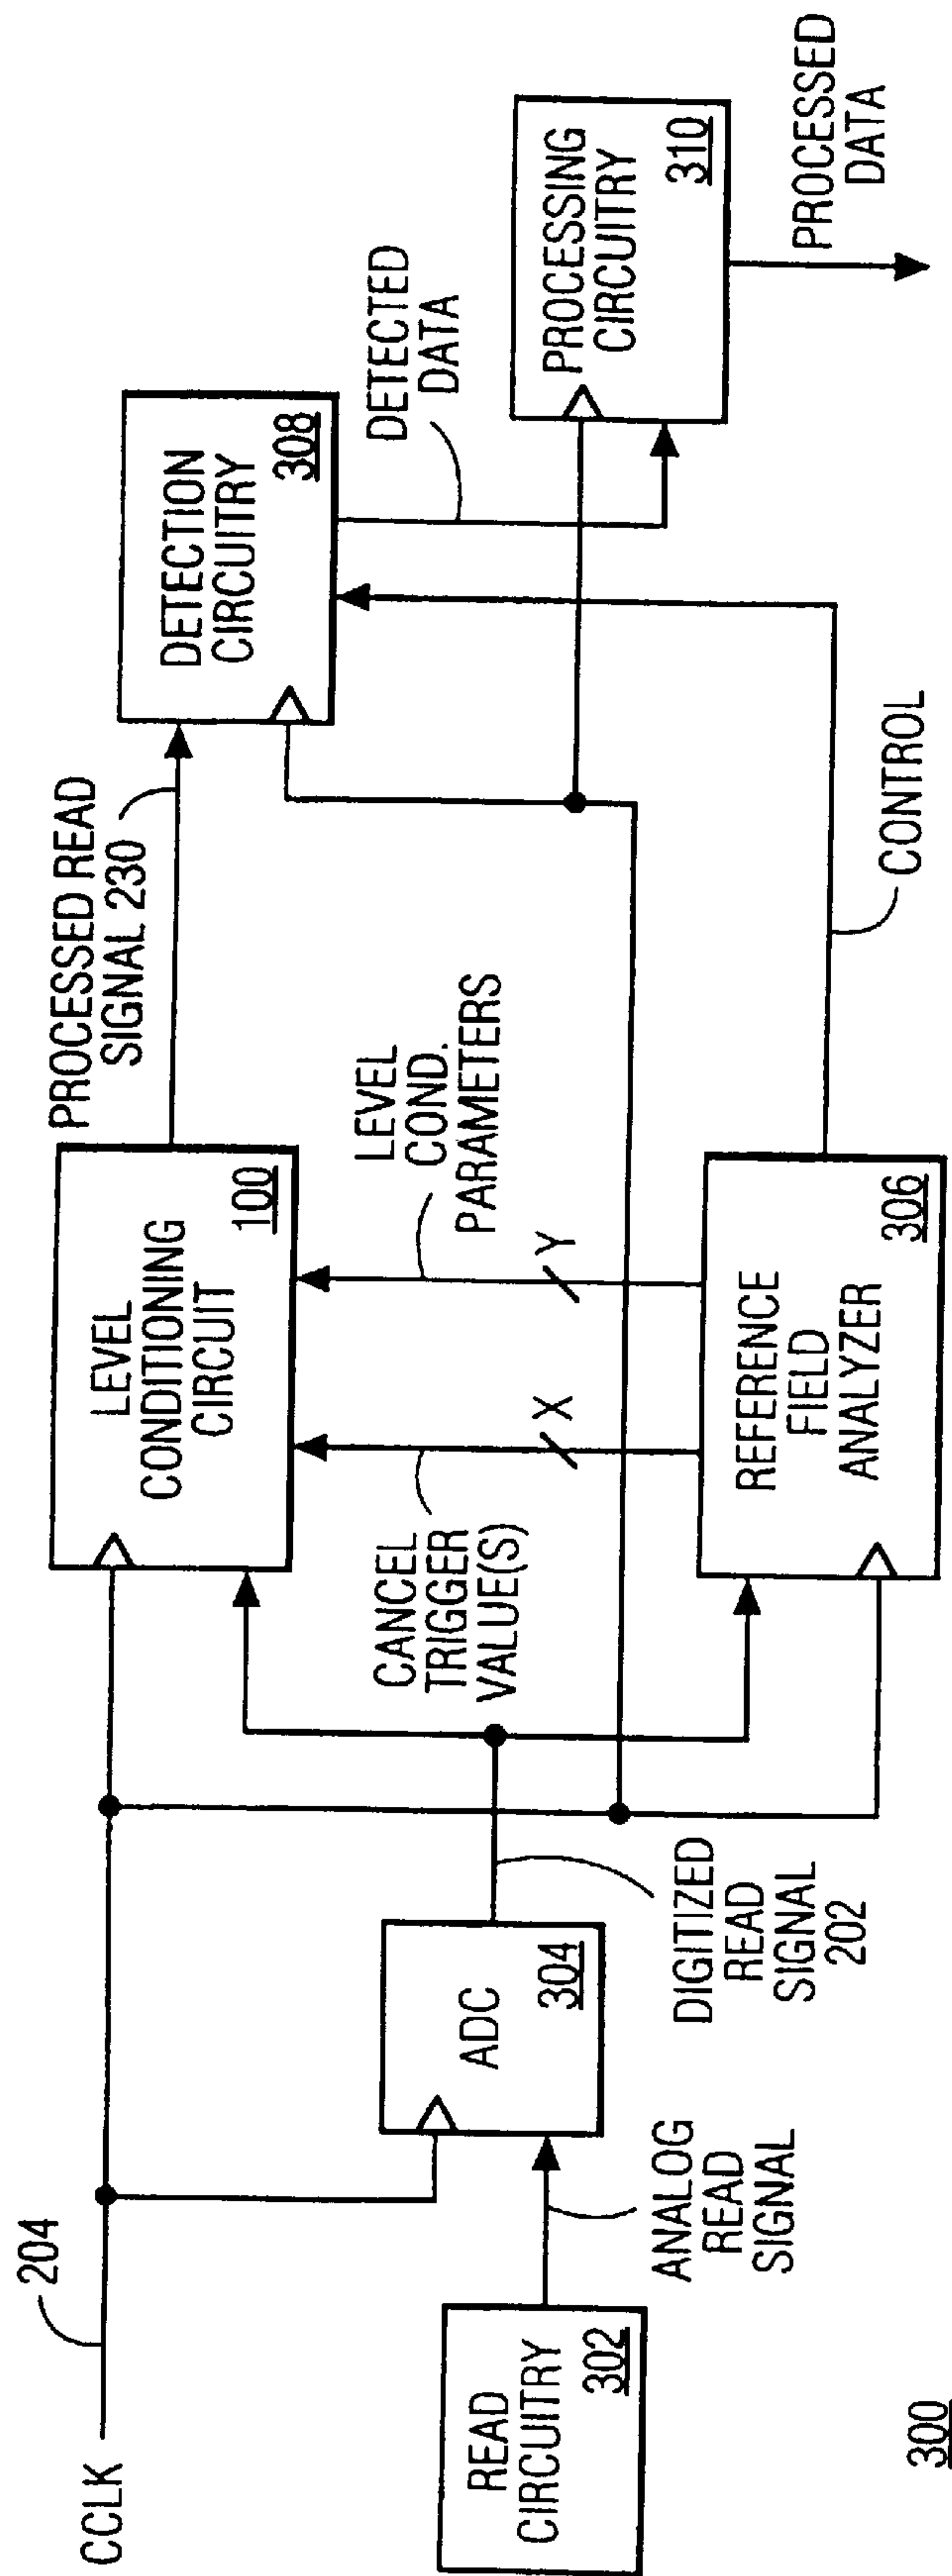 CCLK
204
READ
CIRCUITRY
302
ANALOG
READ
SIGNAL
ADC
304
DIGITIZED
READ
SIGNAL
202
LEVEL
CONDITIONING
CIRCUIT
100
CANCEL
TRIGGER
VALUE(S)
X
LEVEL
COND.
PARAMETERS
Y
REFERENCE
FIELD
ANALYZER
306
PROCESSED READ
SIGNAL 230
CONTROL
DETECTION
CIRCUITRY
308
DETECTED
DATA
PROCESSING
CIRCUITRY
310
PROCESSED
DATA
300